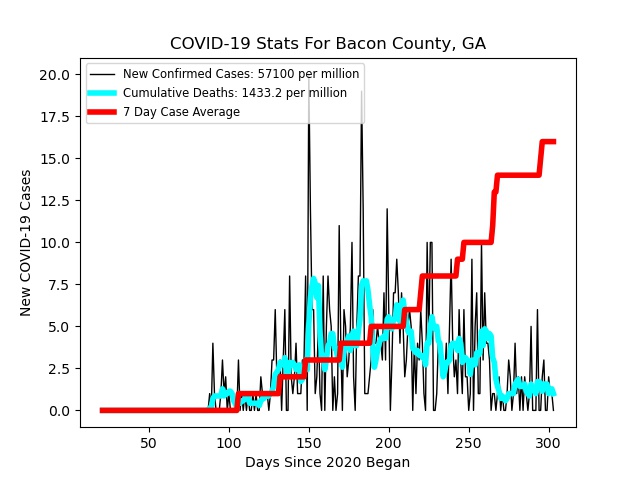 COVID-19 Stats For Bacon County, GA
New Confirmed Cases: 57100 per million
Cumulative Deaths: 1433.2 per million
7 Day Case Average
New COVID-19 Cases
20.0
17.5
15.0
12.5
10.0
7.5
5.0
2.5
0.0
50 100 150 200 250 300
Days Since 2020 Began